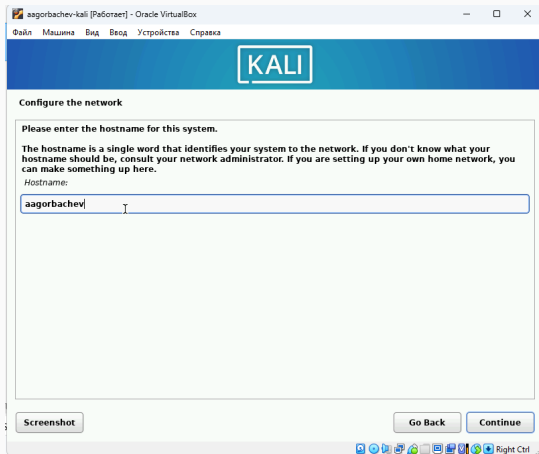 aagorbachev-kali [Работает] - Oracle VirtualBox
Файл Машина Вид Ввод Устройства Справка
KALI
Configure the network
Please enter the hostname for this system.
The hostname is a single word that identifies your system to the network. If you don't know what your
hostname should be, consult your network administrator. If you are setting up your own home network, you
can make something up here.
Hostname:
aagorbachev
Screenshot Go Back Continue
Right Ctrl